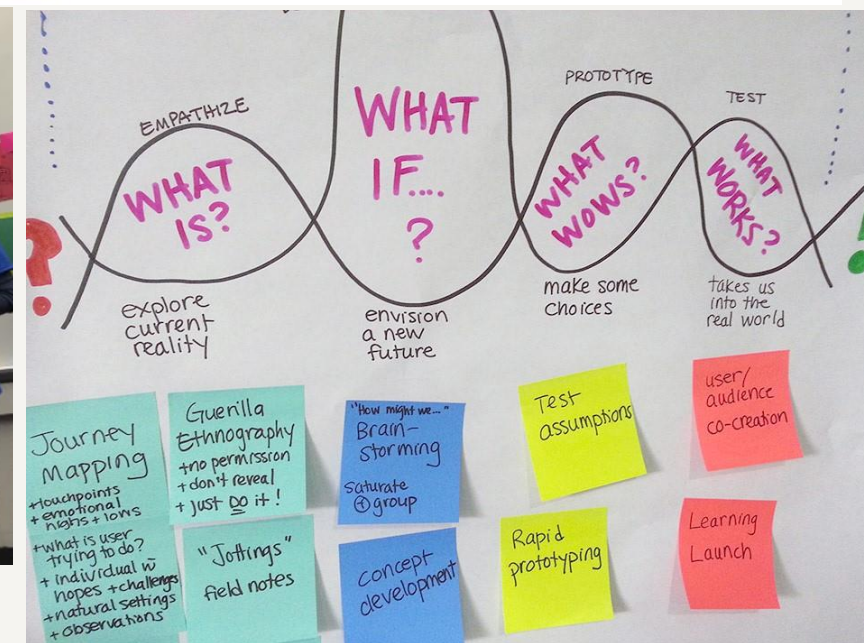 EMPATHIZE
WHAT
IS?
explore
current
reality
WHAT
IF....
?
envision
a new
future
PROTOTYPE
WHAT
WOWS?
make some
choices
TEST
WHAT
WORKS?
takes us
into the
real world
?
Journey
Mapping
+touchpoints
+ emotional
highs + lows
+what is user
trying to do?
+ individual w
hopes + challenges
+natural settings
+ observations
Guerilla
Ethnography
+no permission
+ don't reveal
+ just DO it!
"Jottings"
field notes
"How might we..."
Brain-
storming
saturate
+ group
concept
development
Test
assumptions
Rapid
prototyping
user/
audience
co-creation
Learning
Launch